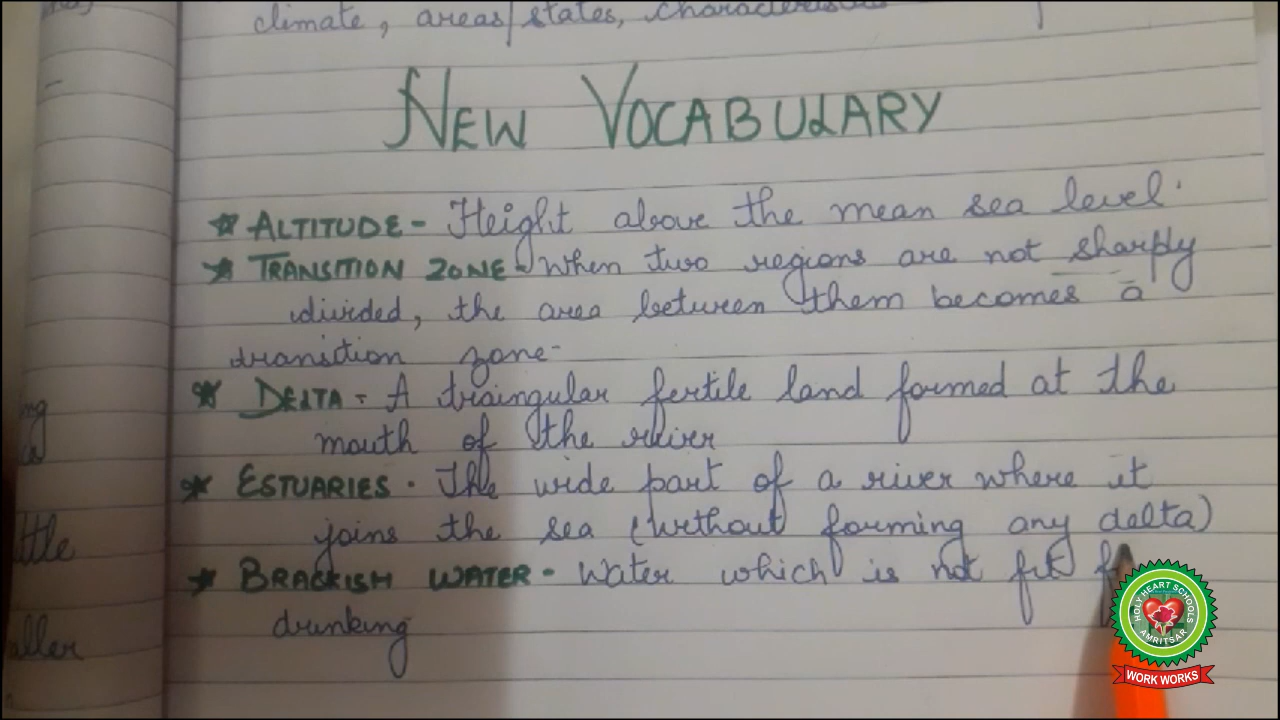 climate, areas/states, characteristics
NEW VOCABULARY
ALTITUDE - Height above the mean sea level.
TRANSITION ZONE - When two regions are not sharply
divided, the area between them becomes a
transition zone-
DELTA - A traingular fertile land formed at the
mouth of the river
ESTUARIES. The wide part of a river where it
joins the sea (without forming any delta)
BRACKISH WATER - Water which is not fit
drinking
ttle
aller
HOLY HEART SCHOOLS
AMRITSAR
WORK WORKS